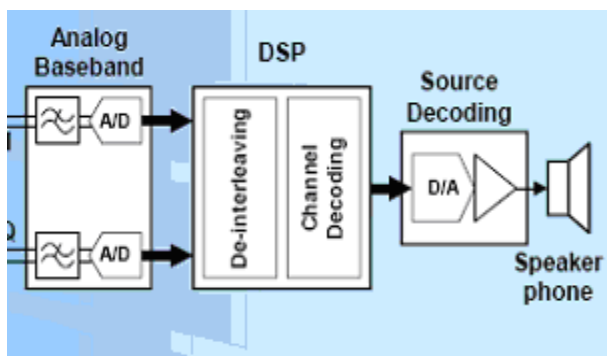 Analog
Baseband
DSP
Source
Decoding
A/D
De-interleaving
Channel
Decoding
D/A
A/D
Speaker
phone